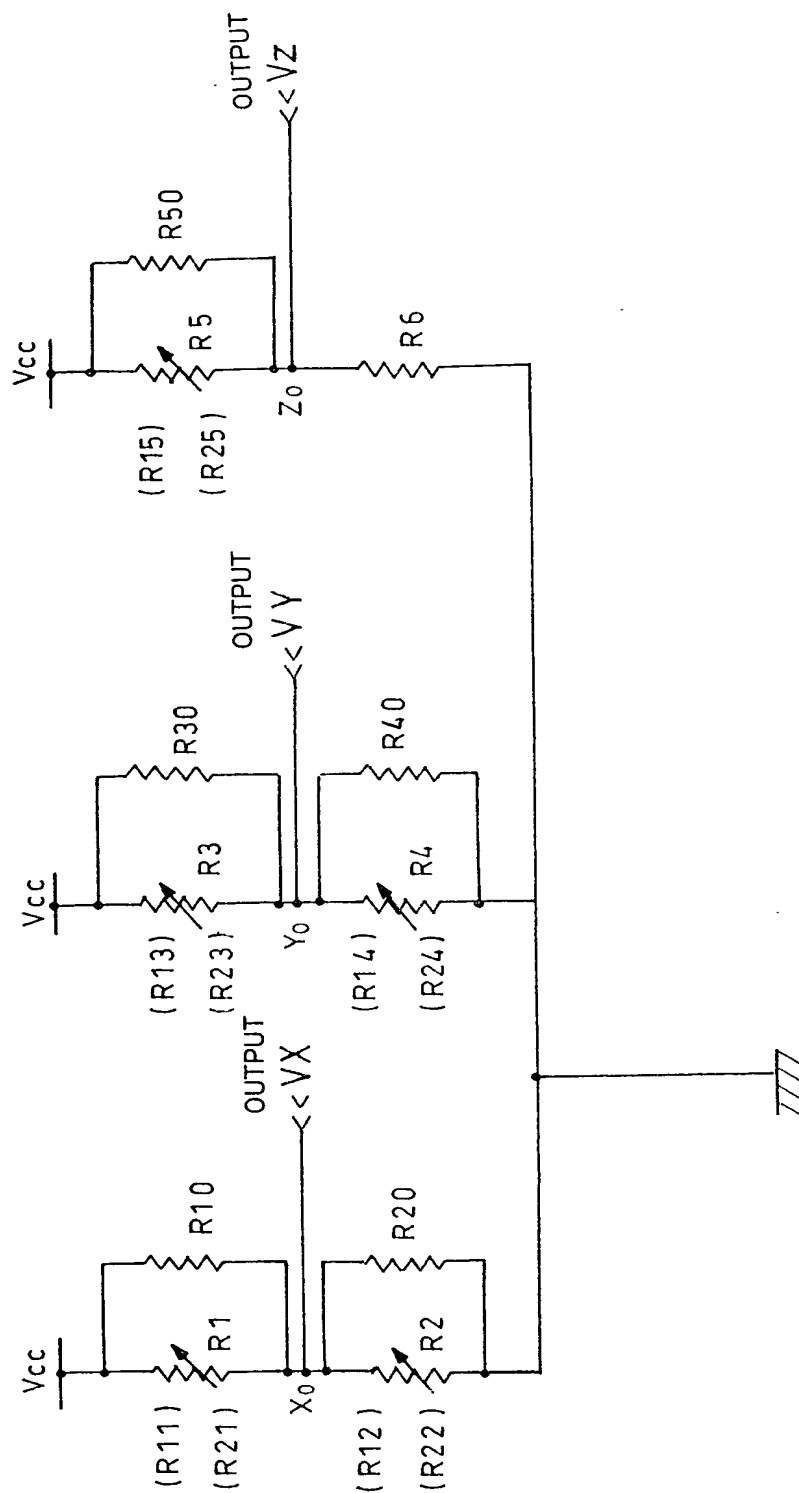 Vcc
(R11)
(R21)
R1
R10
X0
OUTPUT
<<VX
(R12)
(R22)
R2
R20
Vcc
(R13)
(R23)
R3
R30
Y0
OUTPUT
<<VY
(R14)
(R24)
R4
R40
Vcc
(R15)
(R25)
R5
R50
Z0
OUTPUT
<<VZ
R6